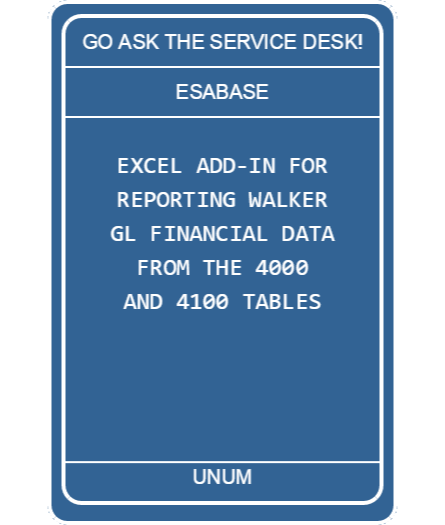 GO ASK THE SERVICE DESK!
ESABASE
EXCEL ADD-IN FOR
REPORTING WALKER
GL FINANCIAL DATA
FROM THE 4000
AND 4100 TABLES
UNUM